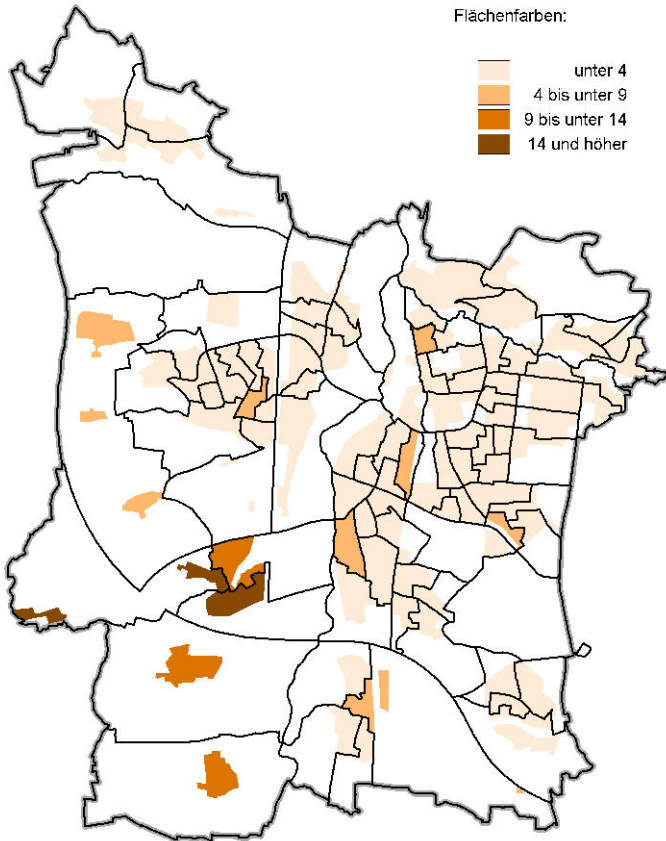 Flächenfarben:
unter 4
4 bis unter 9
9 bis unter 14
14 und höher